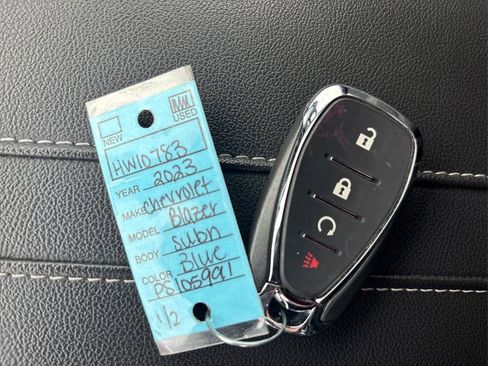 NEW USED
HW10783
YEAR 2023
MAKE Chevrolet
MODEL Blazer
BODY Subn
COLOR Blue
PS105991
1/2